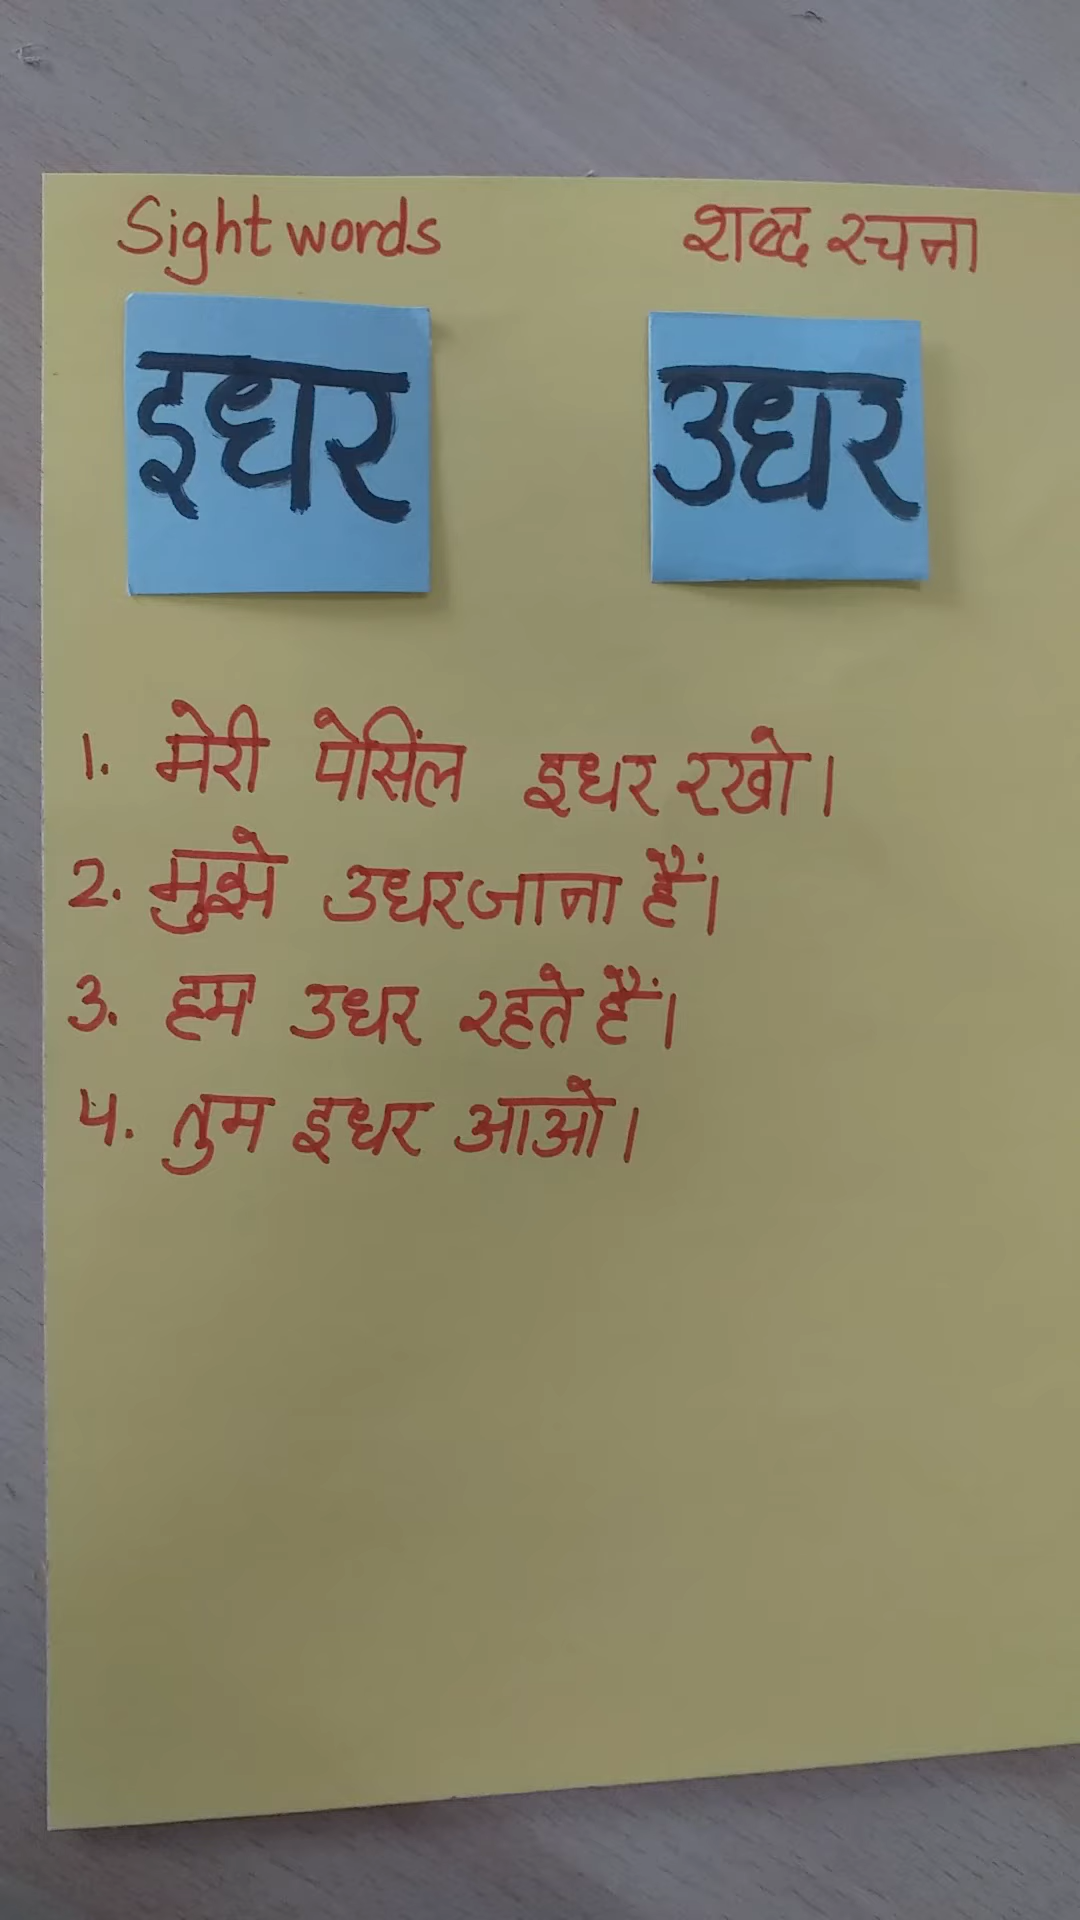 Sight words शब्द रचना
इधर उधर
1. मेरी पेसिंल इधर रखो।
2. मुझे उधर जाना हैं।
3. हम उधर रहते हैं।
4. तुम इधर आओ।